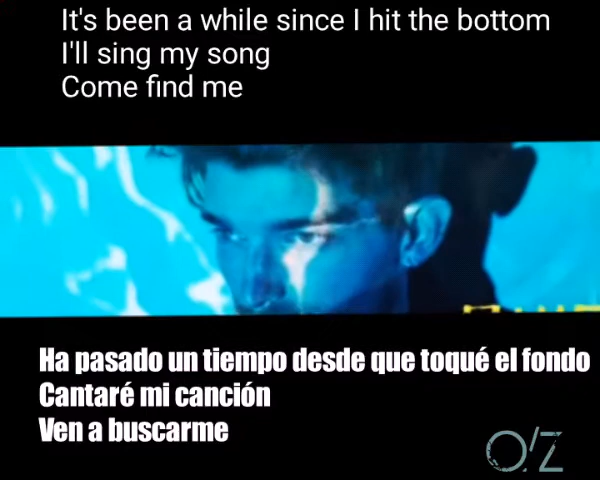 It's been a while since I hit the bottom
I'll sing my song
Come find me
Ha pasado un tiempo desde que toqué el fondo
Cantaré mi canción
Ven a buscarme
O'Z